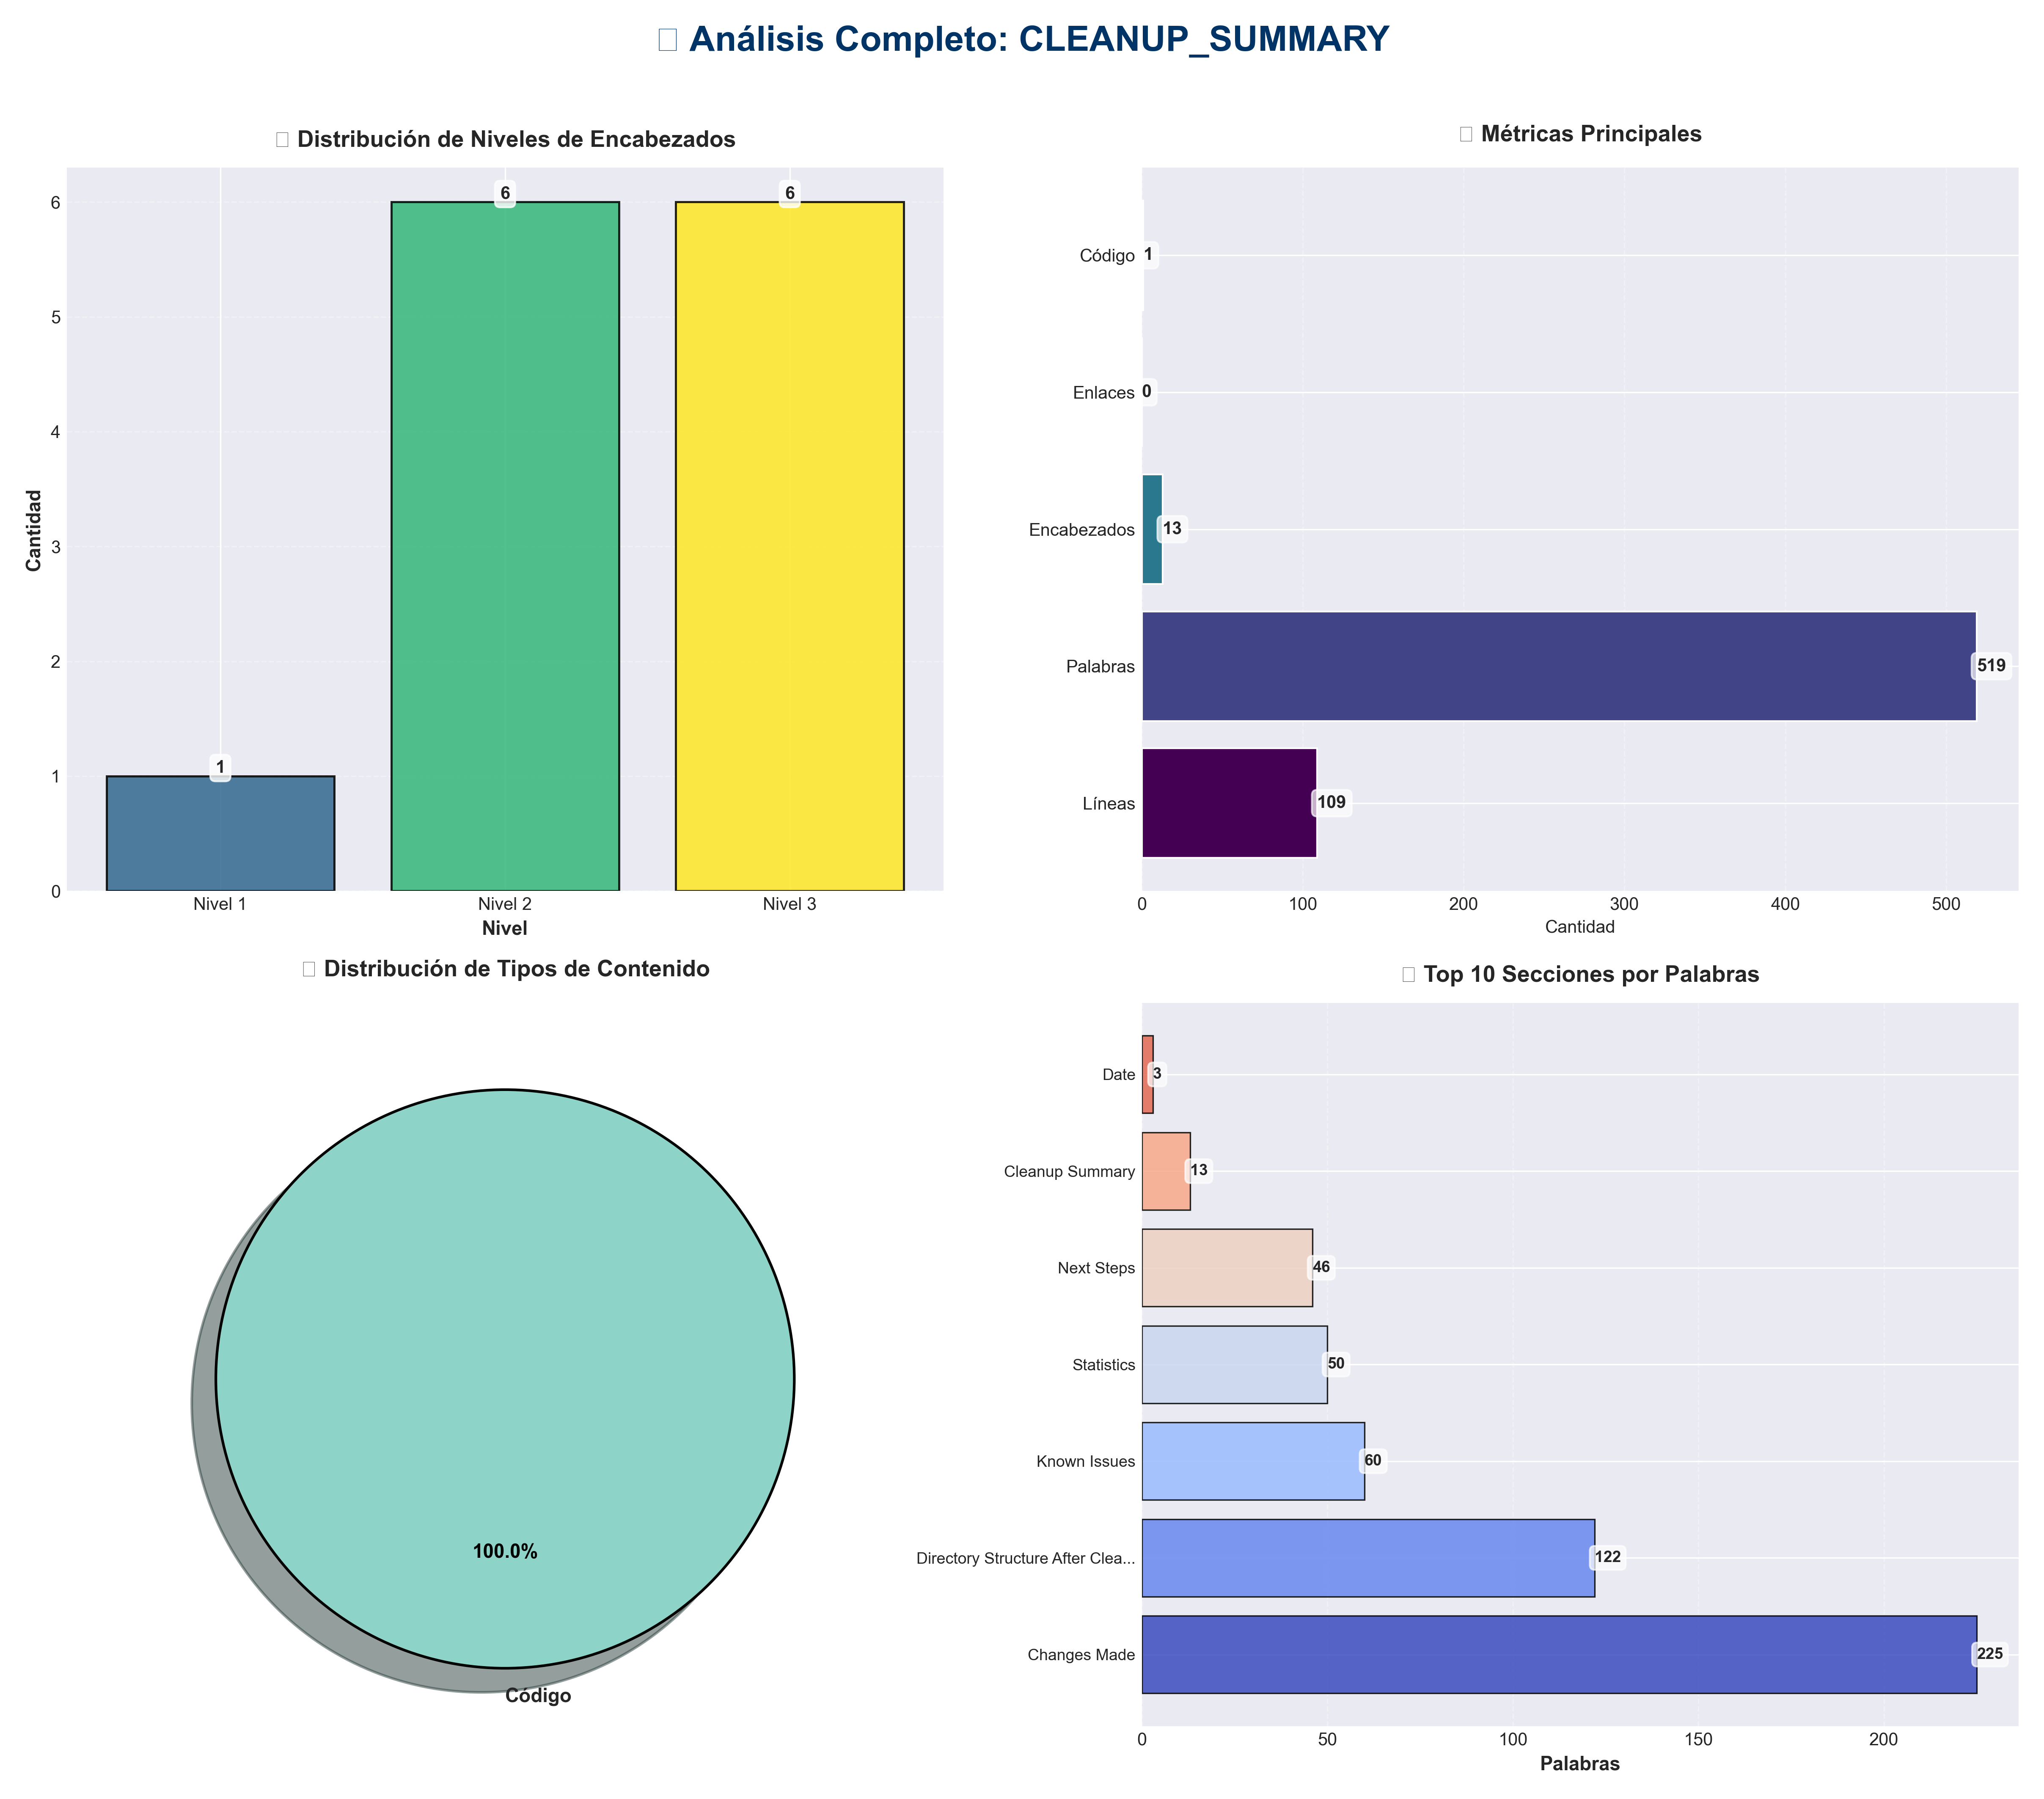 Análisis Completo: CLEANUP_SUMMARY
Distribución de Niveles de Encabezados
6
5
4
3
2
1
0
Cantidad
1
6
6
Nivel 1
Nivel 2
Nivel 3
Nivel
Métricas Principales
Código
1
Enlaces
0
Encabezados
13
Palabras
519
Líneas
109
0
100
200
300
400
500
Cantidad
Distribución de Tipos de Contenido
100.0%
Código
Top 10 Secciones por Palabras
Date
3
Cleanup Summary
13
Next Steps
46
Statistics
50
Known Issues
60
Directory Structure After Clea...
122
Changes Made
225
0
50
100
150
200
Palabras